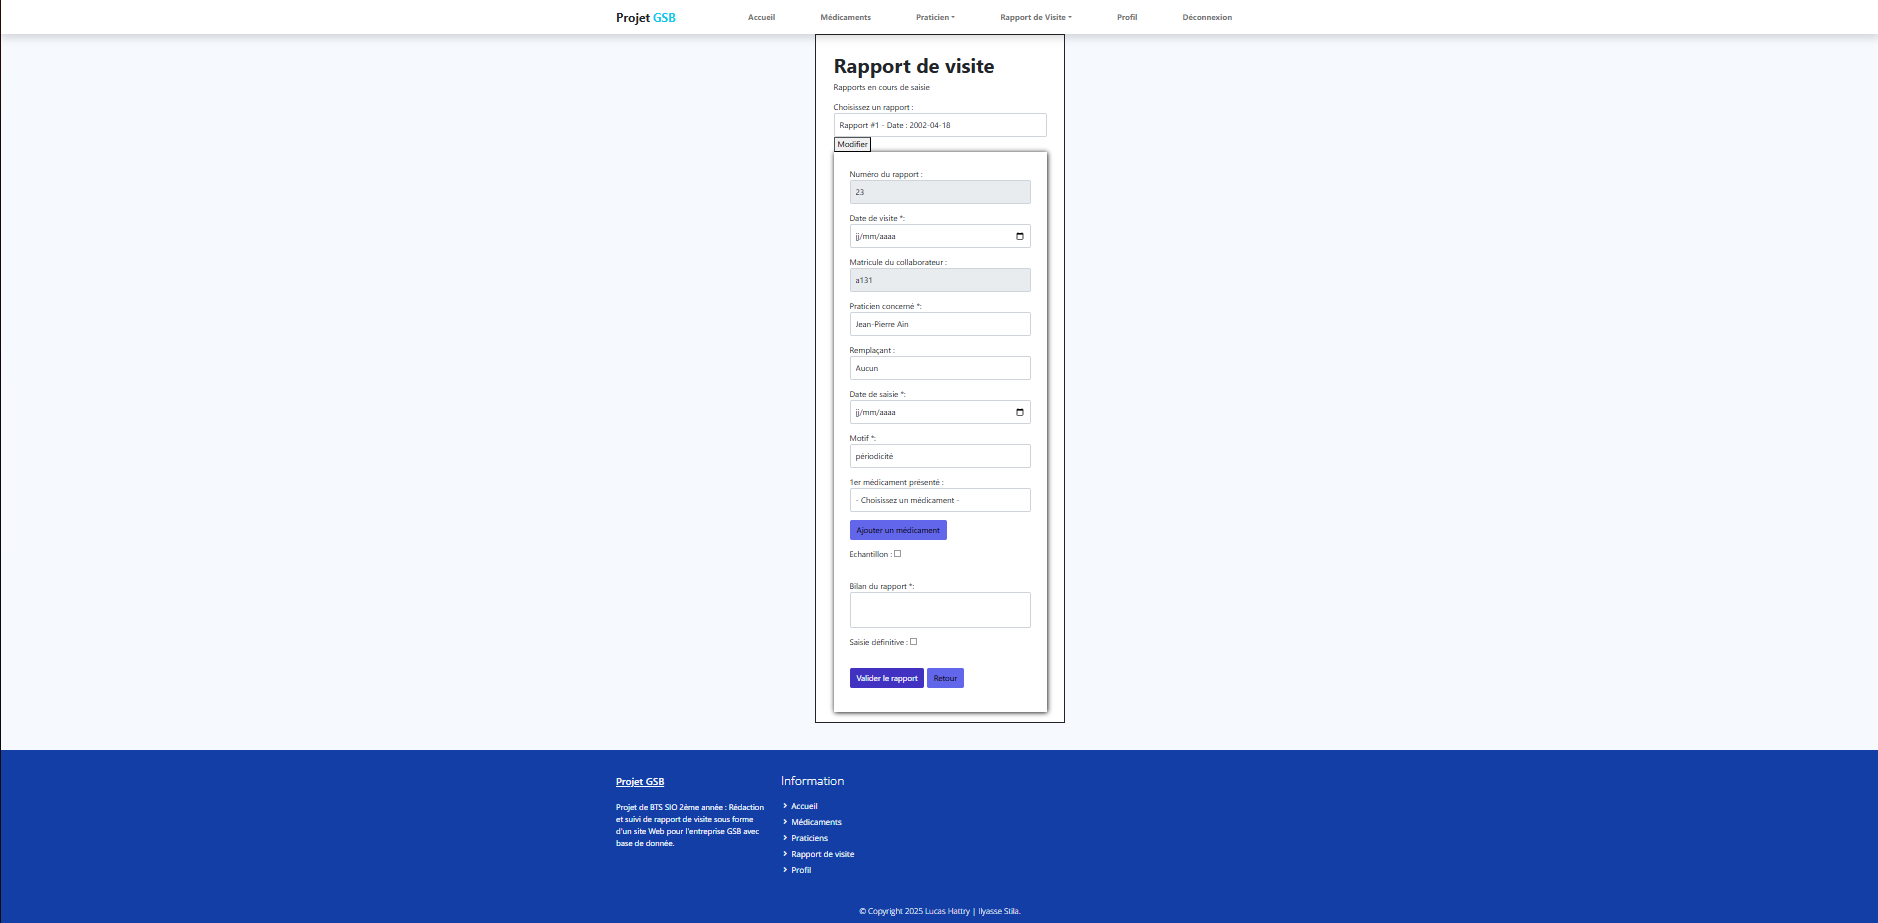 Projet GSB Accueil Médicaments Praticien Rapport de Visite Profil Déconnexion
Rapport de visite
Rapports en cours de saisie
Choisissez un rapport :
Rapport #1 - Date : 2002-04-18
Modifier
Numéro du rapport :
23
Date de visite *:
jj/mm/aaaa
Matricule du collaborateur :
a131
Praticien concerné *:
Jean-Pierre Ain
Remplaçant :
Aucun
Date de saisie *:
jj/mm/aaaa
Motif *:
périodicité
1er médicament présenté :
- Choisissez un médicament -
Ajouter un médicament
Echantillon :
Bilan du rapport *:
Saisie définitive :
Valider le rapport Retour
Projet GSB
Projet de BTS SIO 2ème année : Rédaction
et suivi de rapport de visite sous forme
d'un site Web pour l'entreprise GSB avec
base de donnée.
Information
Accueil
Médicaments
Praticiens
Rapport de visite
Profil
© Copyright 2025 Lucas Hattry | Ilyasse Stila.